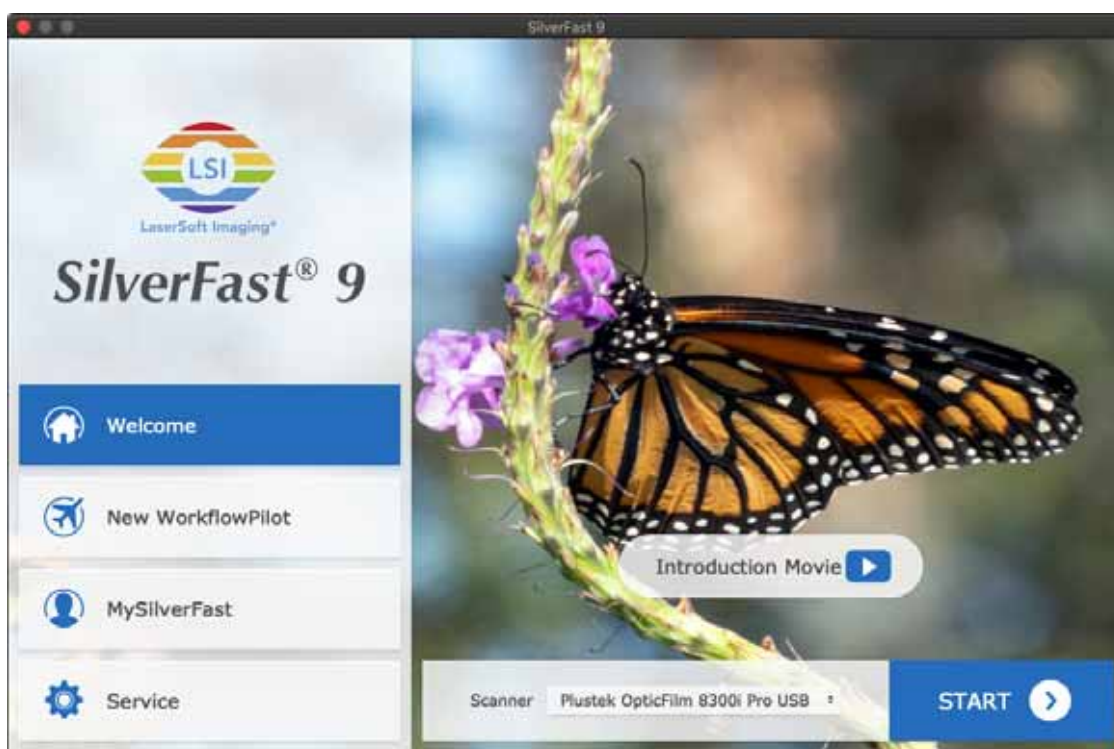 SilverFast 9
LSI
LaserSoft Imaging®
SilverFast® 9
Welcome
New WorkflowPilot
MySilverFast
Service
Introduction Movie
Scanner Plustek OpticFilm 8300i Pro USB
START